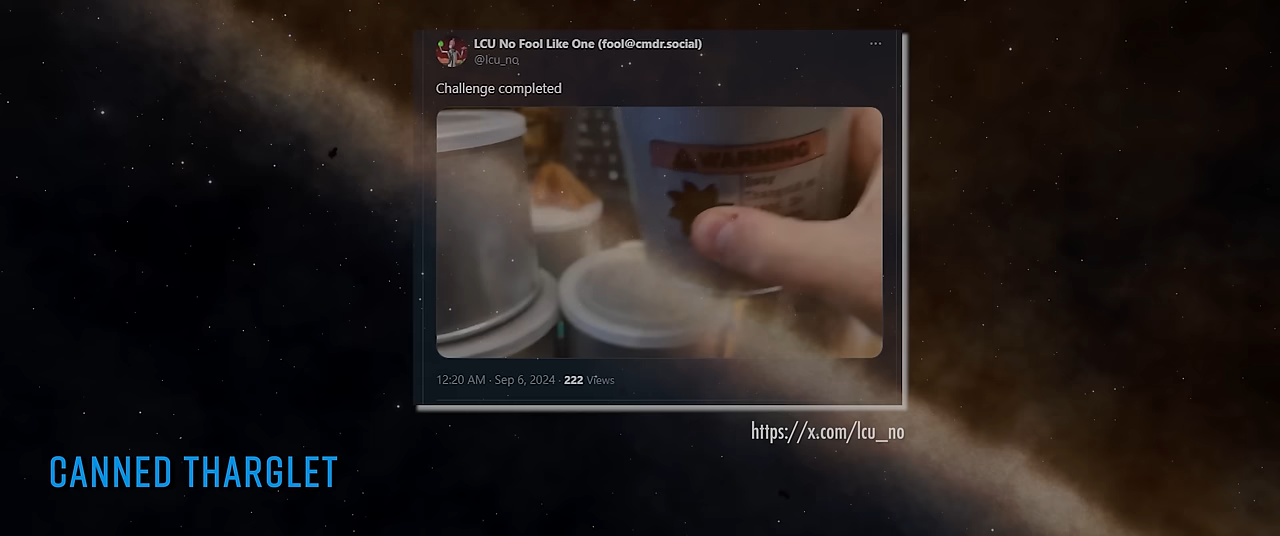 LCU No Fool Like One (fool@cmdr.social)
@lcu_no
Challenge completed
WARNING
12:20 AM · Sep 6, 2024 · 222 Views
https://x.com/lcu_no
CANNED THARGLET